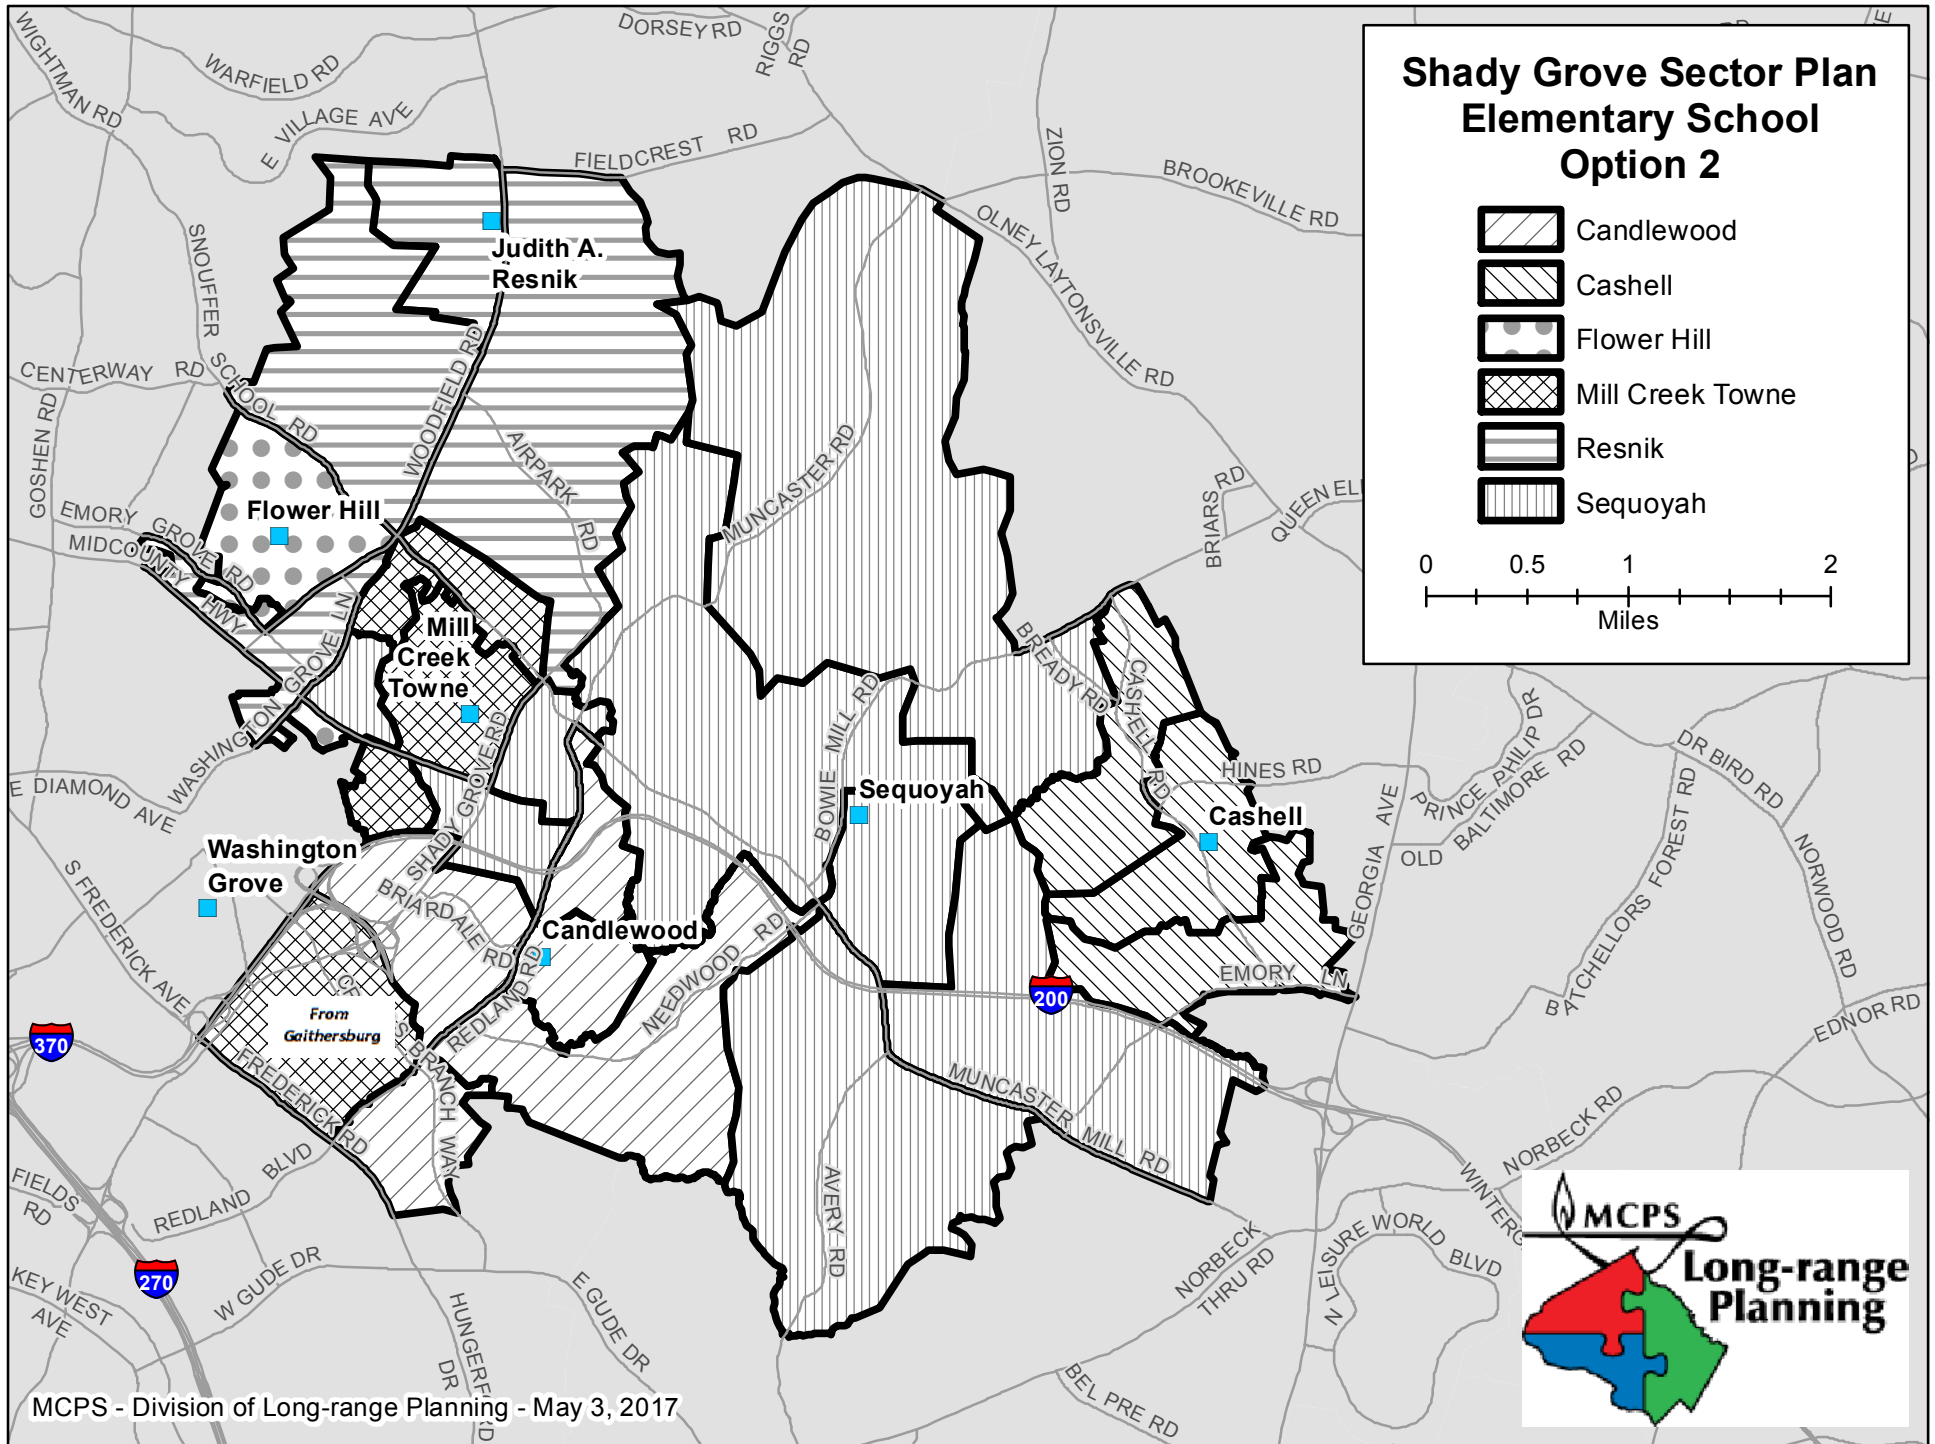 Shady Grove Sector Plan
Elementary School
Option 2
Candlewood
Cashell
Flower Hill
Mill Creek Towne
Resnik
Sequoyah
0 0.5 1 2
Miles
WIGHTMAN RD
WARFIELD RD
E VILLAGE AVE
DORSEY RD
RIGGS RD
FIELDCREST RD
ZION RD
BROOKEVILLE RD
OLNEY LAYTONSVILLE RD
SNOUFFER SCHOOL RD
Judith A.
Resnik
CENTERWAY RD
GOSHEN RD
WOODFIELD RD
AIRPARK RD
MUNCASTER RD
BRIARS RD
Flower Hill
EMORY GROVE RD
MIDCOUNTY HWY
WASHINGTON GROVE LN
Mill
Creek
Towne
BREADY RD
CASHELL RD
BOWIE MILL RD
SHADY GROVE RD
HINES RD
PRINCE PHILIP DR
BALTIMORE RD
OLD
DR BIRD RD
E DIAMOND AVE
Sequoyah
Cashell
GEORGIA AVE
BATCHELLORS FOREST RD
NORWOOD RD
Washington
Grove
S FREDERICK AVE
BRIARDALE RD
Candlewood
REDLAND RD
NEEDWOOD RD
EMORY LN
200
EDNOR RD
370
From
Gaithersburg
S BRANCH WAY
FREDERICK RD
MUNCASTER MILL RD
NORBECK RD
FIELDS RD
REDLAND BLVD
AVERY RD
270
KEY WEST AVE
W GUDE DR
E GUDE DR
NORBECK
THRU RD
N LEISURE WORLD BLVD
BEL PRE RD
MCPS
Long-range
Planning
MCPS - Division of Long-range Planning - May 3, 2017